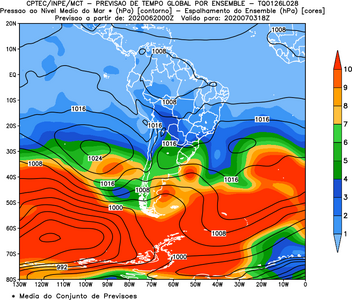 CPTEC/INPE/MCT - PREVISAO DE TEMPO GLOBAL POR ENSEMBLE - TQ0126L028
Pressao ao Nivel Medio do Mar • (hPa) [contorno] - Espalhamento do Ensemble (hPa) [cores]
Previsao a partir de: 2020062000Z Valido para: 2020070318Z
20N
10N
EQ
10S
20S
30S
40S
50S
60S
70S
80S
1008
1008
1008
1016
1016
1016
1024
1008
1016
1008
1016
1016
1000
1008
1000
992
130W 120W 110W 100W 90W 80W 70W 60W 50W 40W 30W 20W 10W 0
10
9
8
6
5
4
3
2
1
• Media do Conjunto de Previsoes